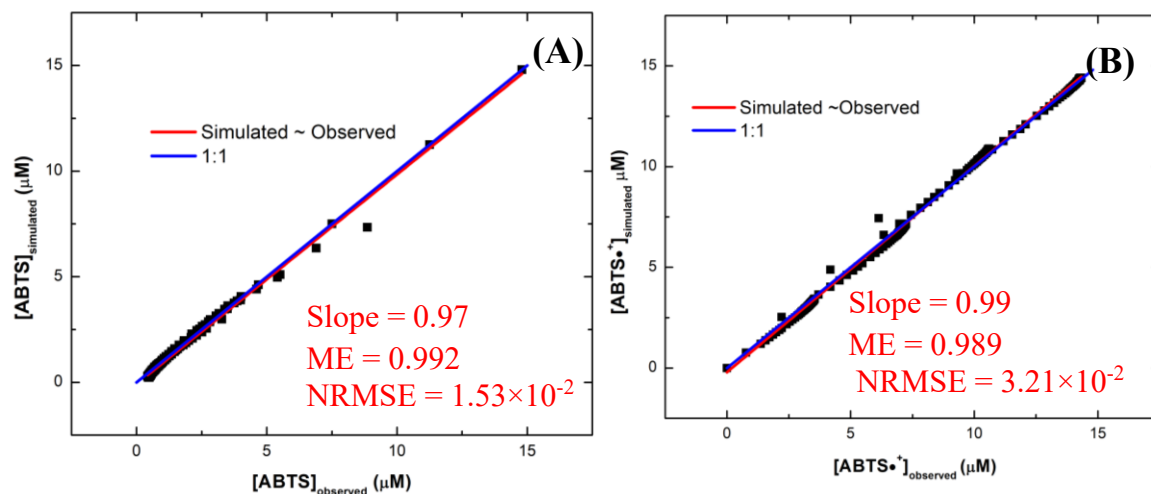 (A)
15
10
5
0
[ABTS]simulated (μM)
Simulated ~ Observed
1:1
Slope = 0.97
ME = 0.992
NRMSE = 1.53×10⁻²
0 5 10 15
[ABTS]observed (μM)
(B)
15
10
5
0
[ABTS•⁺]simulated μM)
Simulated ~ Observed
1:1
Slope = 0.99
ME = 0.989
NRMSE = 3.21×10⁻²
0 5 10 15
[ABTS•⁺]observed (μM)